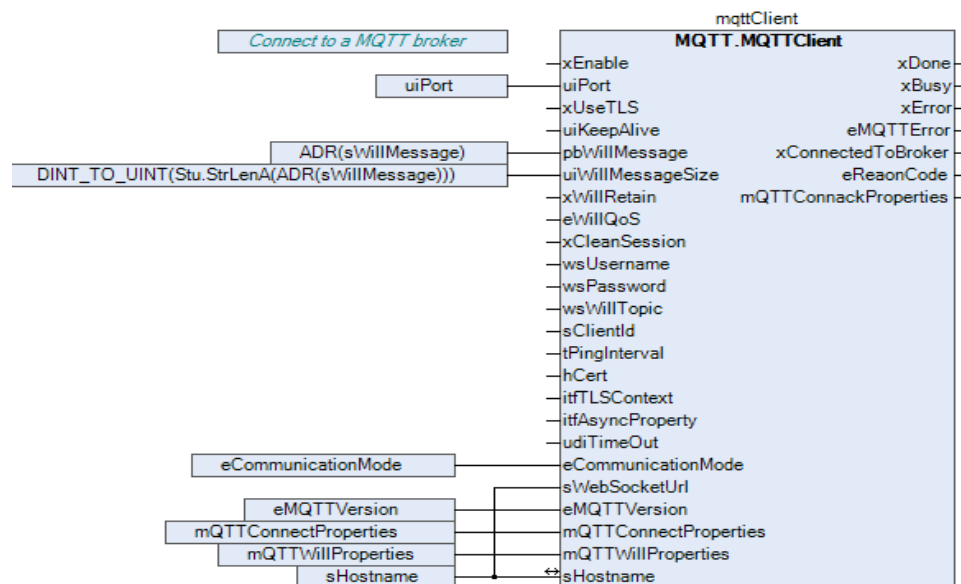 mqttClient
Connect to a MQTT broker
MQTT.MQTTClient
xEnable xDone
uiPort uiPort xBusy
xUseTLS xError
uiKeepAlive eMQTTError
ADR(sWillMessage) pbWillMessage xConnectedToBroker
DINT_TO_UINT(Stu.StrLenA(ADR(sWillMessage))) uiWillMessageSize eReaonCode
xWillRetain mQTTConnackProperties
eWillQoS
xCleanSession
wsUsername
wsPassword
wsWillTopic
sClientId
tPingInterval
hCert
itfTLSContext
itfAsyncProperty
udiTimeOut
eCommunicationMode eCommunicationMode
sWebSocketUrl
eMQTTVersion eMQTTVersion
mQTTConnectProperties mQTTConnectProperties
mQTTWillProperties mQTTWillProperties
sHostname sHostname